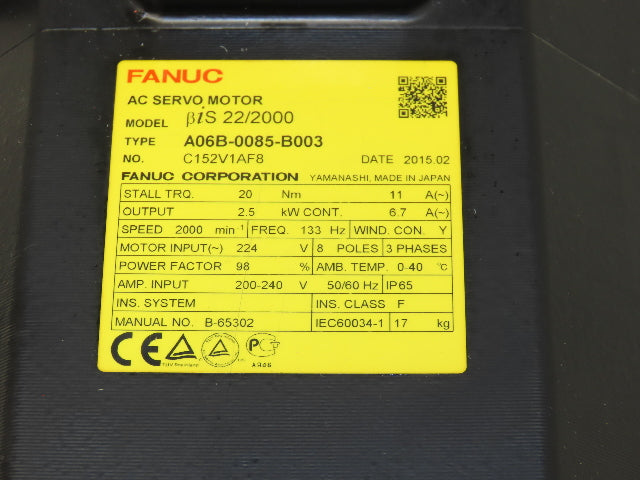 FANUC
AC SERVO MOTOR
MODEL βiS 22/2000
TYPE A06B-0085-B003
NO. C152V1AF8 DATE 2015.02
FANUC CORPORATION YAMANASHI, MADE IN JAPAN
STALL TRQ. 20 Nm 11 A(~)
OUTPUT 2.5 kW CONT. 6.7 A(~)
SPEED 2000 min⁻¹ FREQ. 133 Hz WIND. CON. Y
MOTOR INPUT(~) 224 V 8 POLES 3 PHASES
POWER FACTOR 98 % AMB. TEMP. 0-40 ℃
AMP. INPUT 200-240 V 50/60 Hz IP65
INS. SYSTEM INS. CLASS F
MANUAL NO. B-65302 IEC60034-1 17 kg
CE
TÜV Rheinland